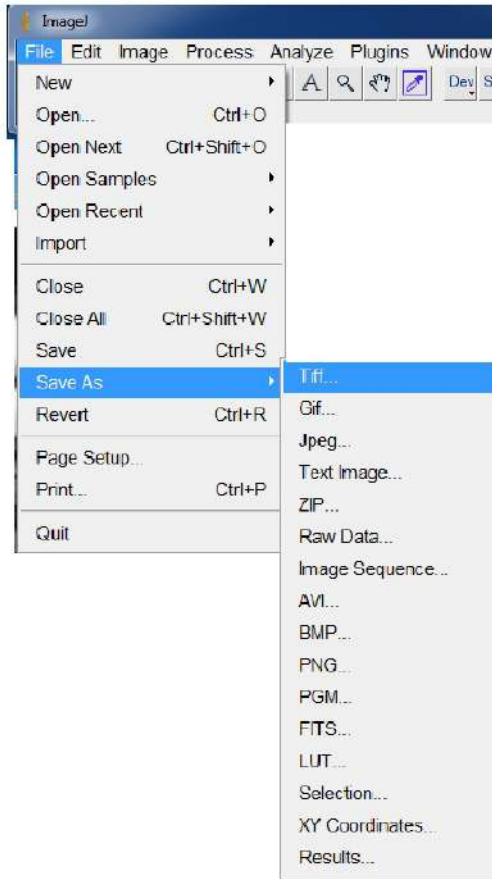 ImageJ
File Edit Image Process Analyze Plugins Window
A Dev S
New
Open... Ctrl+O
Open Next Ctrl+Shift+O
Open Samples
Open Recent
Import
Close Ctrl+W
Close All Ctrl+Shift+W
Save Ctrl+S
Save As
Revert Ctrl+R
Page Setup...
Print... Ctrl+P
Quit
Tiff...
Gif...
Jpeg...
Text Image...
ZIP...
Raw Data...
Image Sequence...
AVI...
BMP...
PNG...
PGM...
FITS...
LUT...
Selection...
XY Coordinates...
Results...